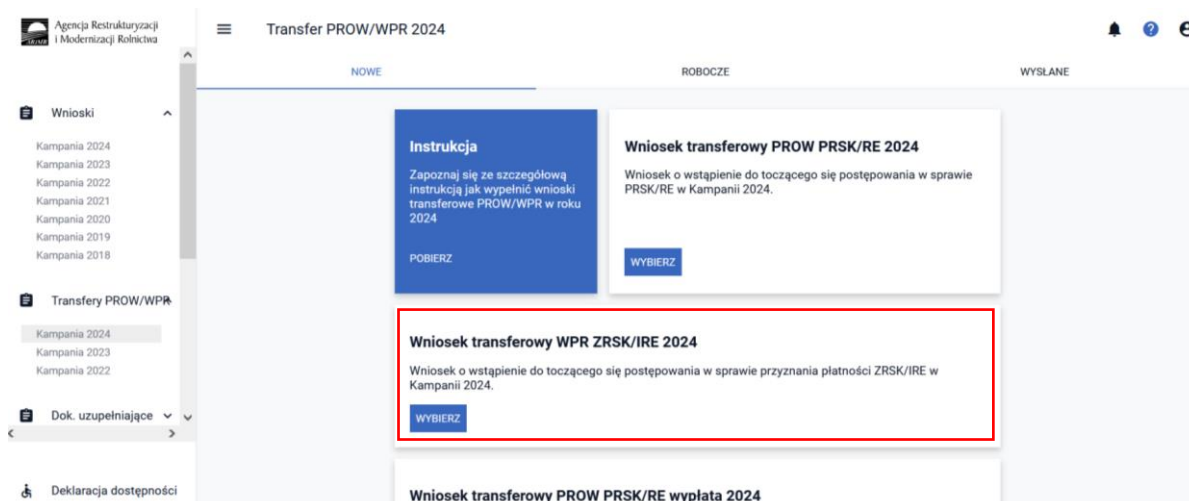 Agencja Restrukturyzacji
i Modernizacji Rolnictwa
ARiMR
Transfer PROW/WPR 2024
NOWE
ROBOCZE
WYSŁANE
Wnioski
Kampania 2024
Kampania 2023
Kampania 2022
Kampania 2021
Kampania 2020
Kampania 2019
Kampania 2018
Transfery PROW/WPR
Kampania 2024
Kampania 2023
Kampania 2022
Dok. uzupełniające
Deklaracja dostępności
Instrukcja
Zapoznaj się ze szczegółową
instrukcją jak wypełnić wnioski
transferowe PROW/WPR w roku
2024
POBIERZ
Wniosek transferowy PROW PRSK/RE 2024
Wniosek o wstąpienie do toczącego się postępowania w sprawie
PRSK/RE w Kampanii 2024.
WYBIERZ
Wniosek transferowy WPR ZRSK/IRE 2024
Wniosek o wstąpienie do toczącego się postępowania w sprawie przyznania płatności ZRSK/IRE w
Kampanii 2024.
WYBIERZ
Wniosek transferowy PROW PRSK/RE wypłata 2024